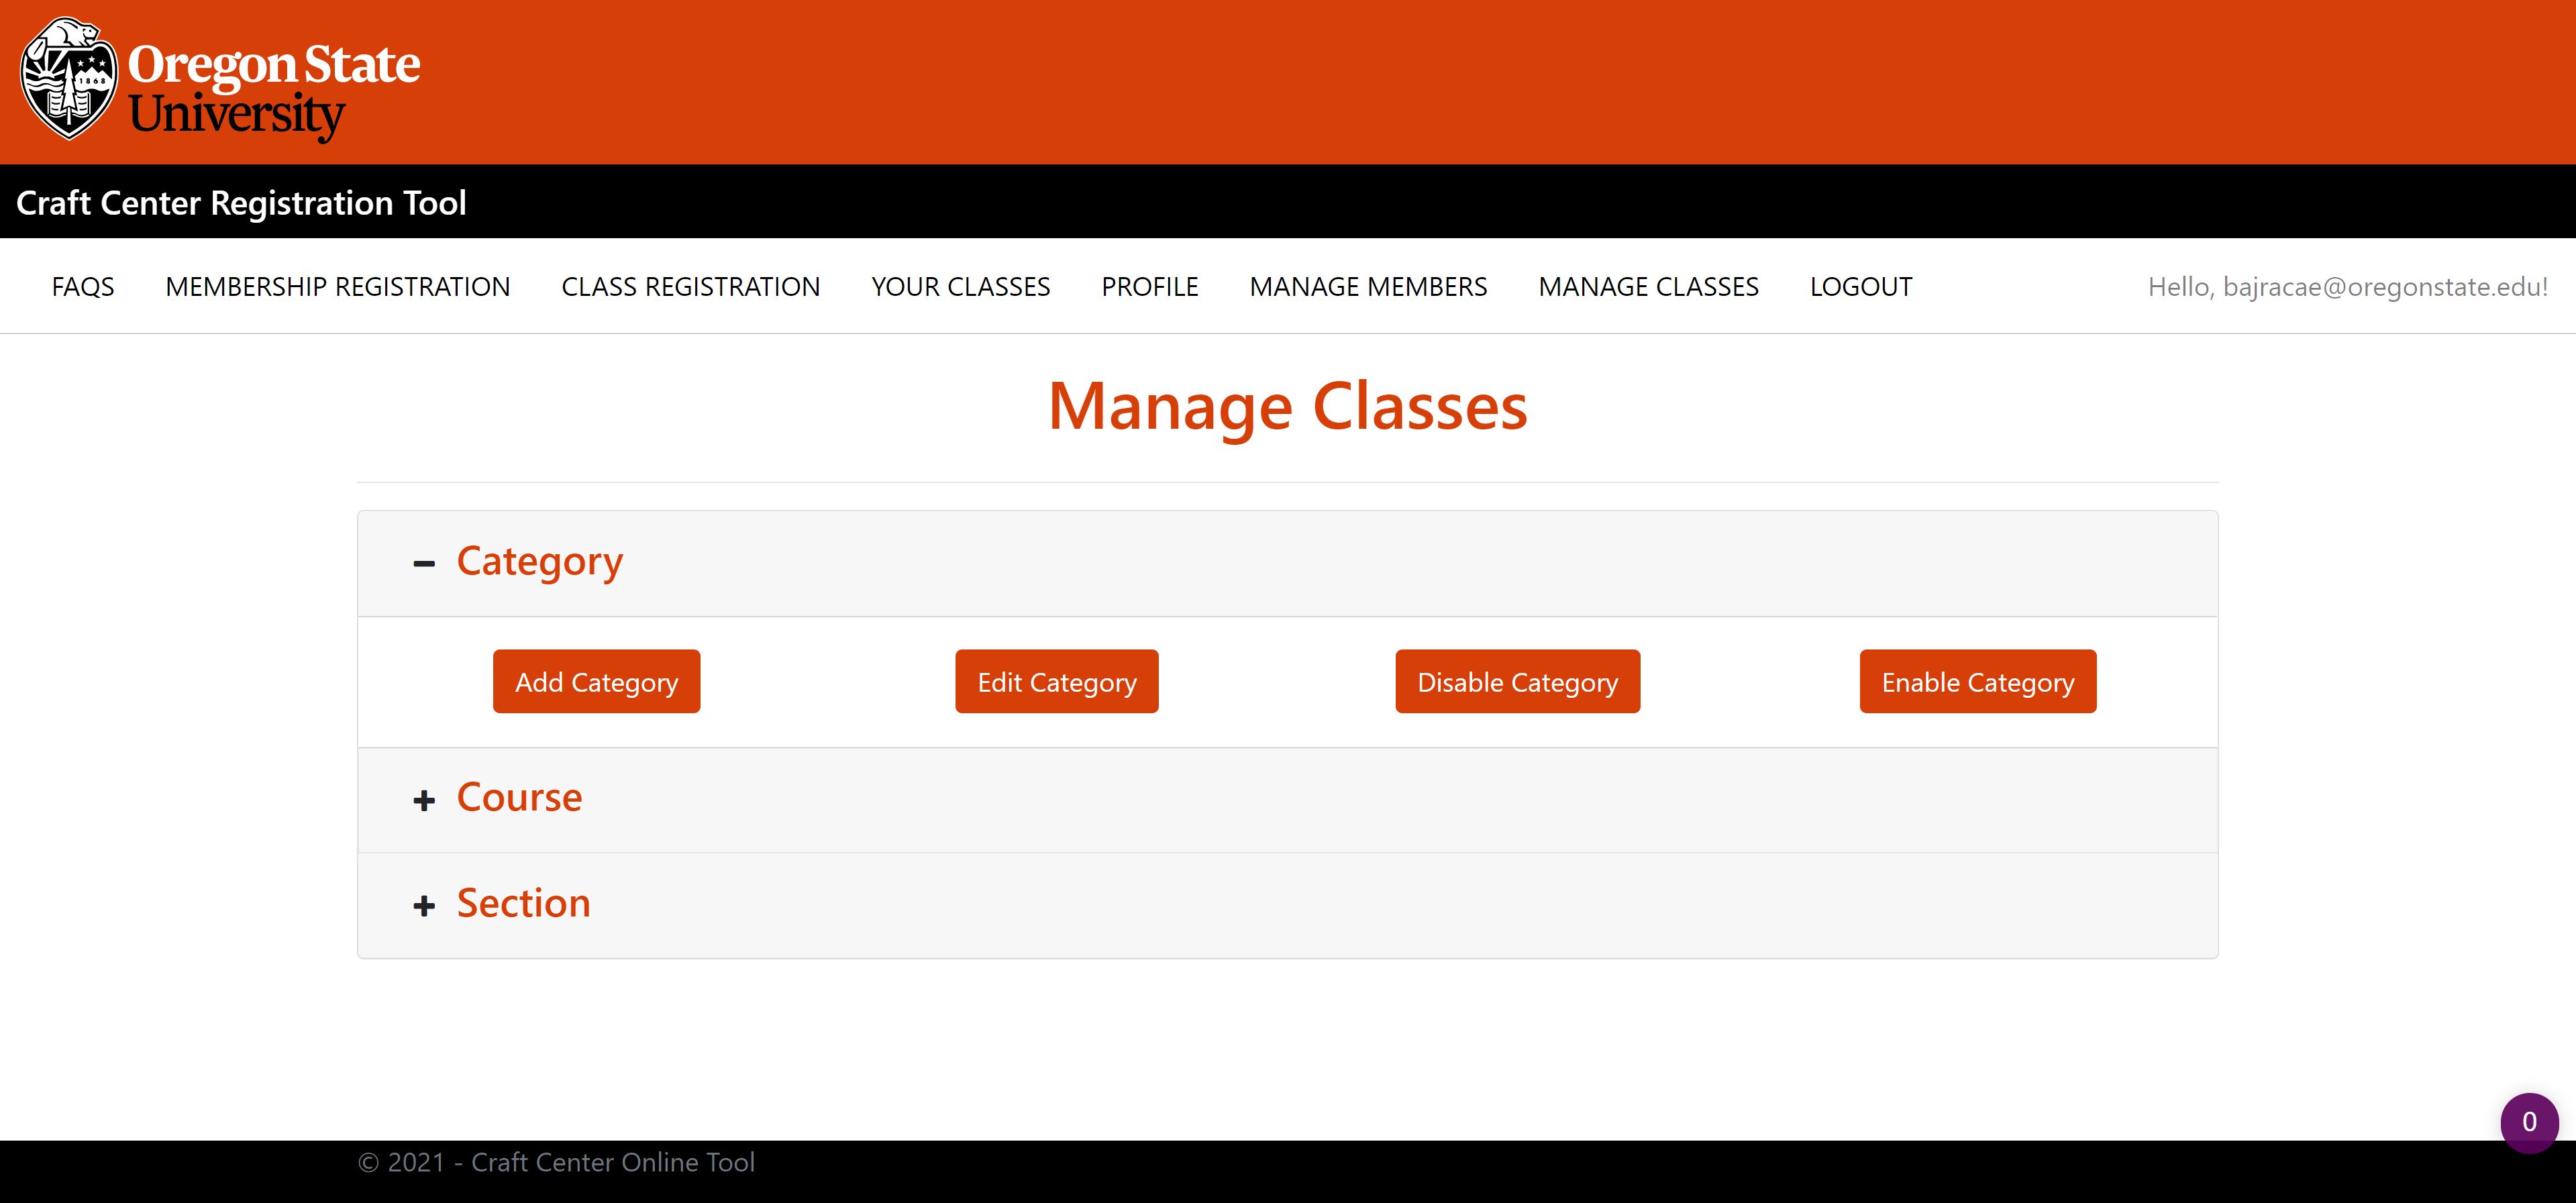 1868
Oregon State
University
Craft Center Registration Tool
FAQS MEMBERSHIP REGISTRATION CLASS REGISTRATION YOUR CLASSES PROFILE MANAGE MEMBERS MANAGE CLASSES LOGOUT Hello, bajracae@oregonstate.edu!
Manage Classes
Category
Add Category Edit Category Disable Category Enable Category
Course
Section
0
© 2021 - Craft Center Online Tool